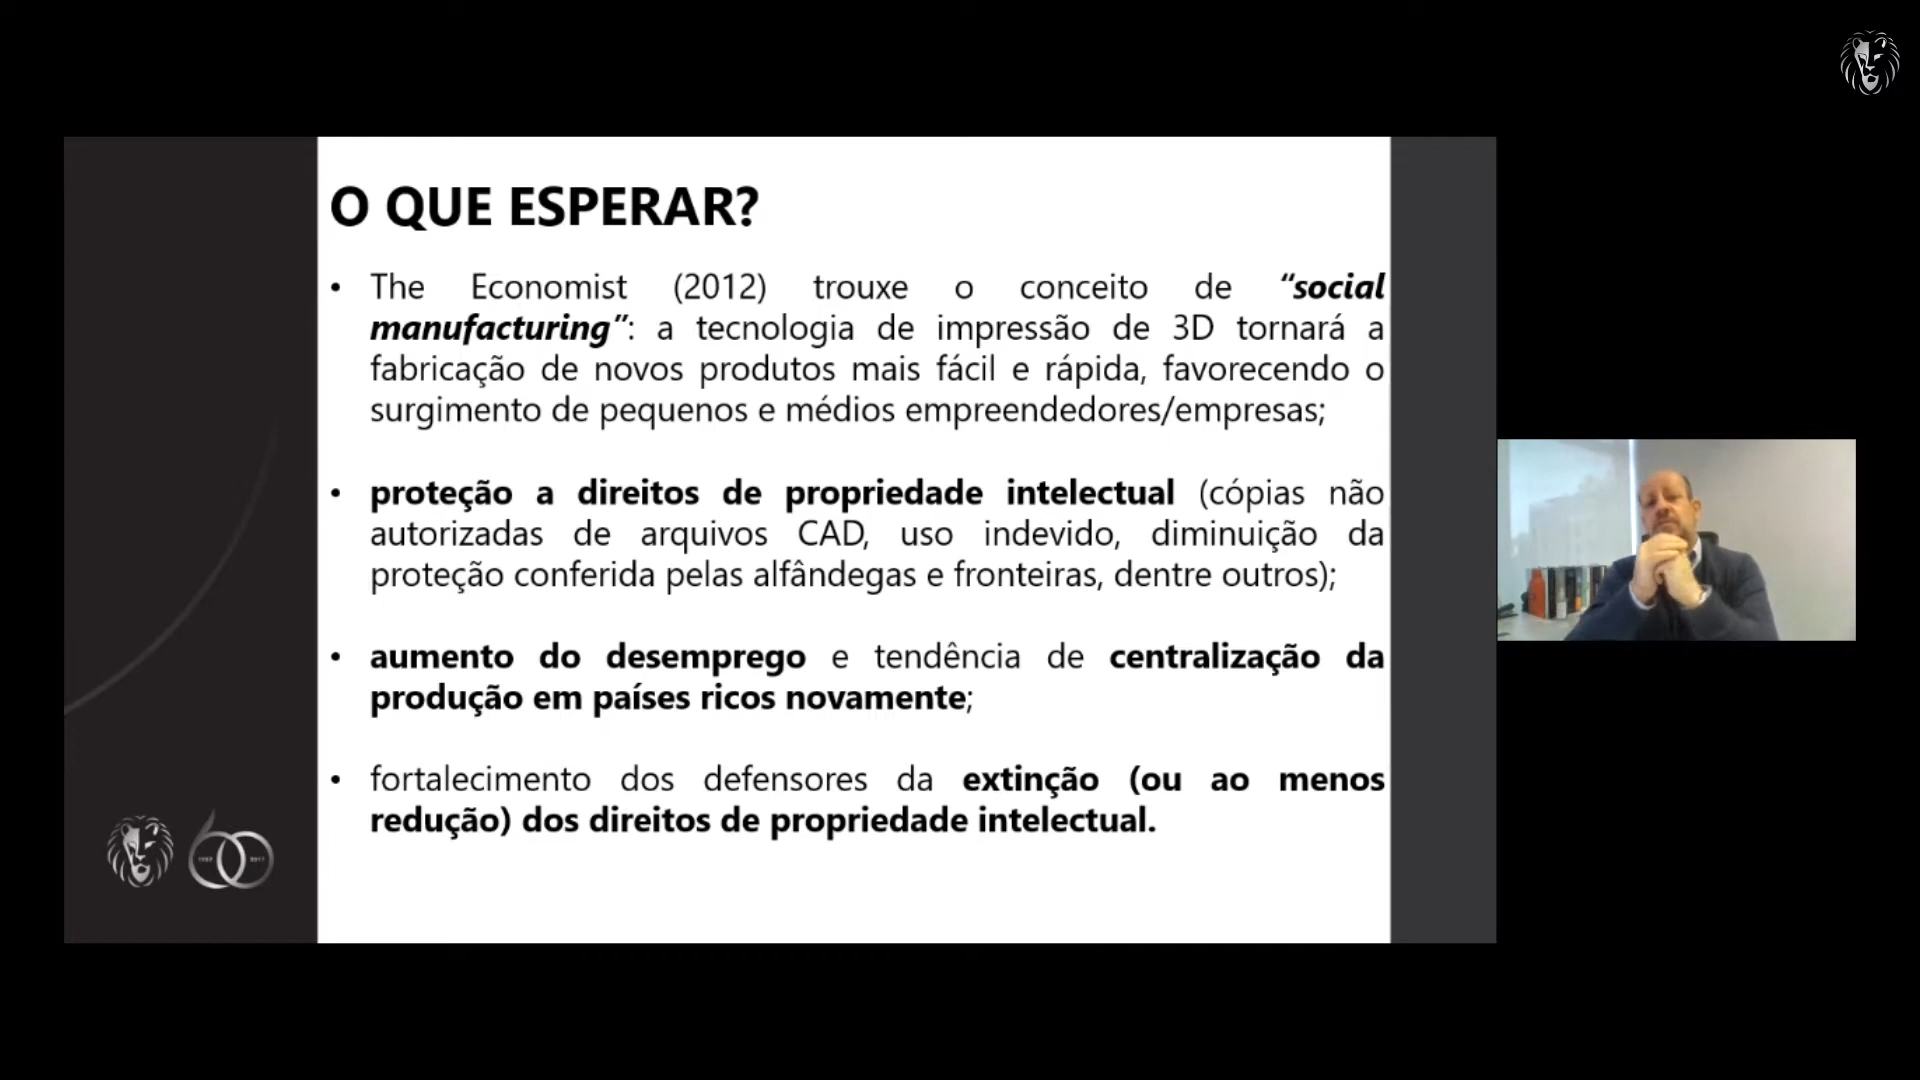 O QUE ESPERAR?
• The Economist (2012) trouxe o conceito de “social
manufacturing”: a tecnologia de impressão de 3D tornará a
fabricação de novos produtos mais fácil e rápida, favorecendo o
surgimento de pequenos e médios empreendedores/empresas;
• proteção a direitos de propriedade intelectual (cópias não
autorizadas de arquivos CAD, uso indevido, diminuição da
proteção conferida pelas alfândegas e fronteiras, dentre outros);
• aumento do desemprego e tendência de centralização da
produção em países ricos novamente;
• fortalecimento dos defensores da extinção (ou ao menos
redução) dos direitos de propriedade intelectual.
60